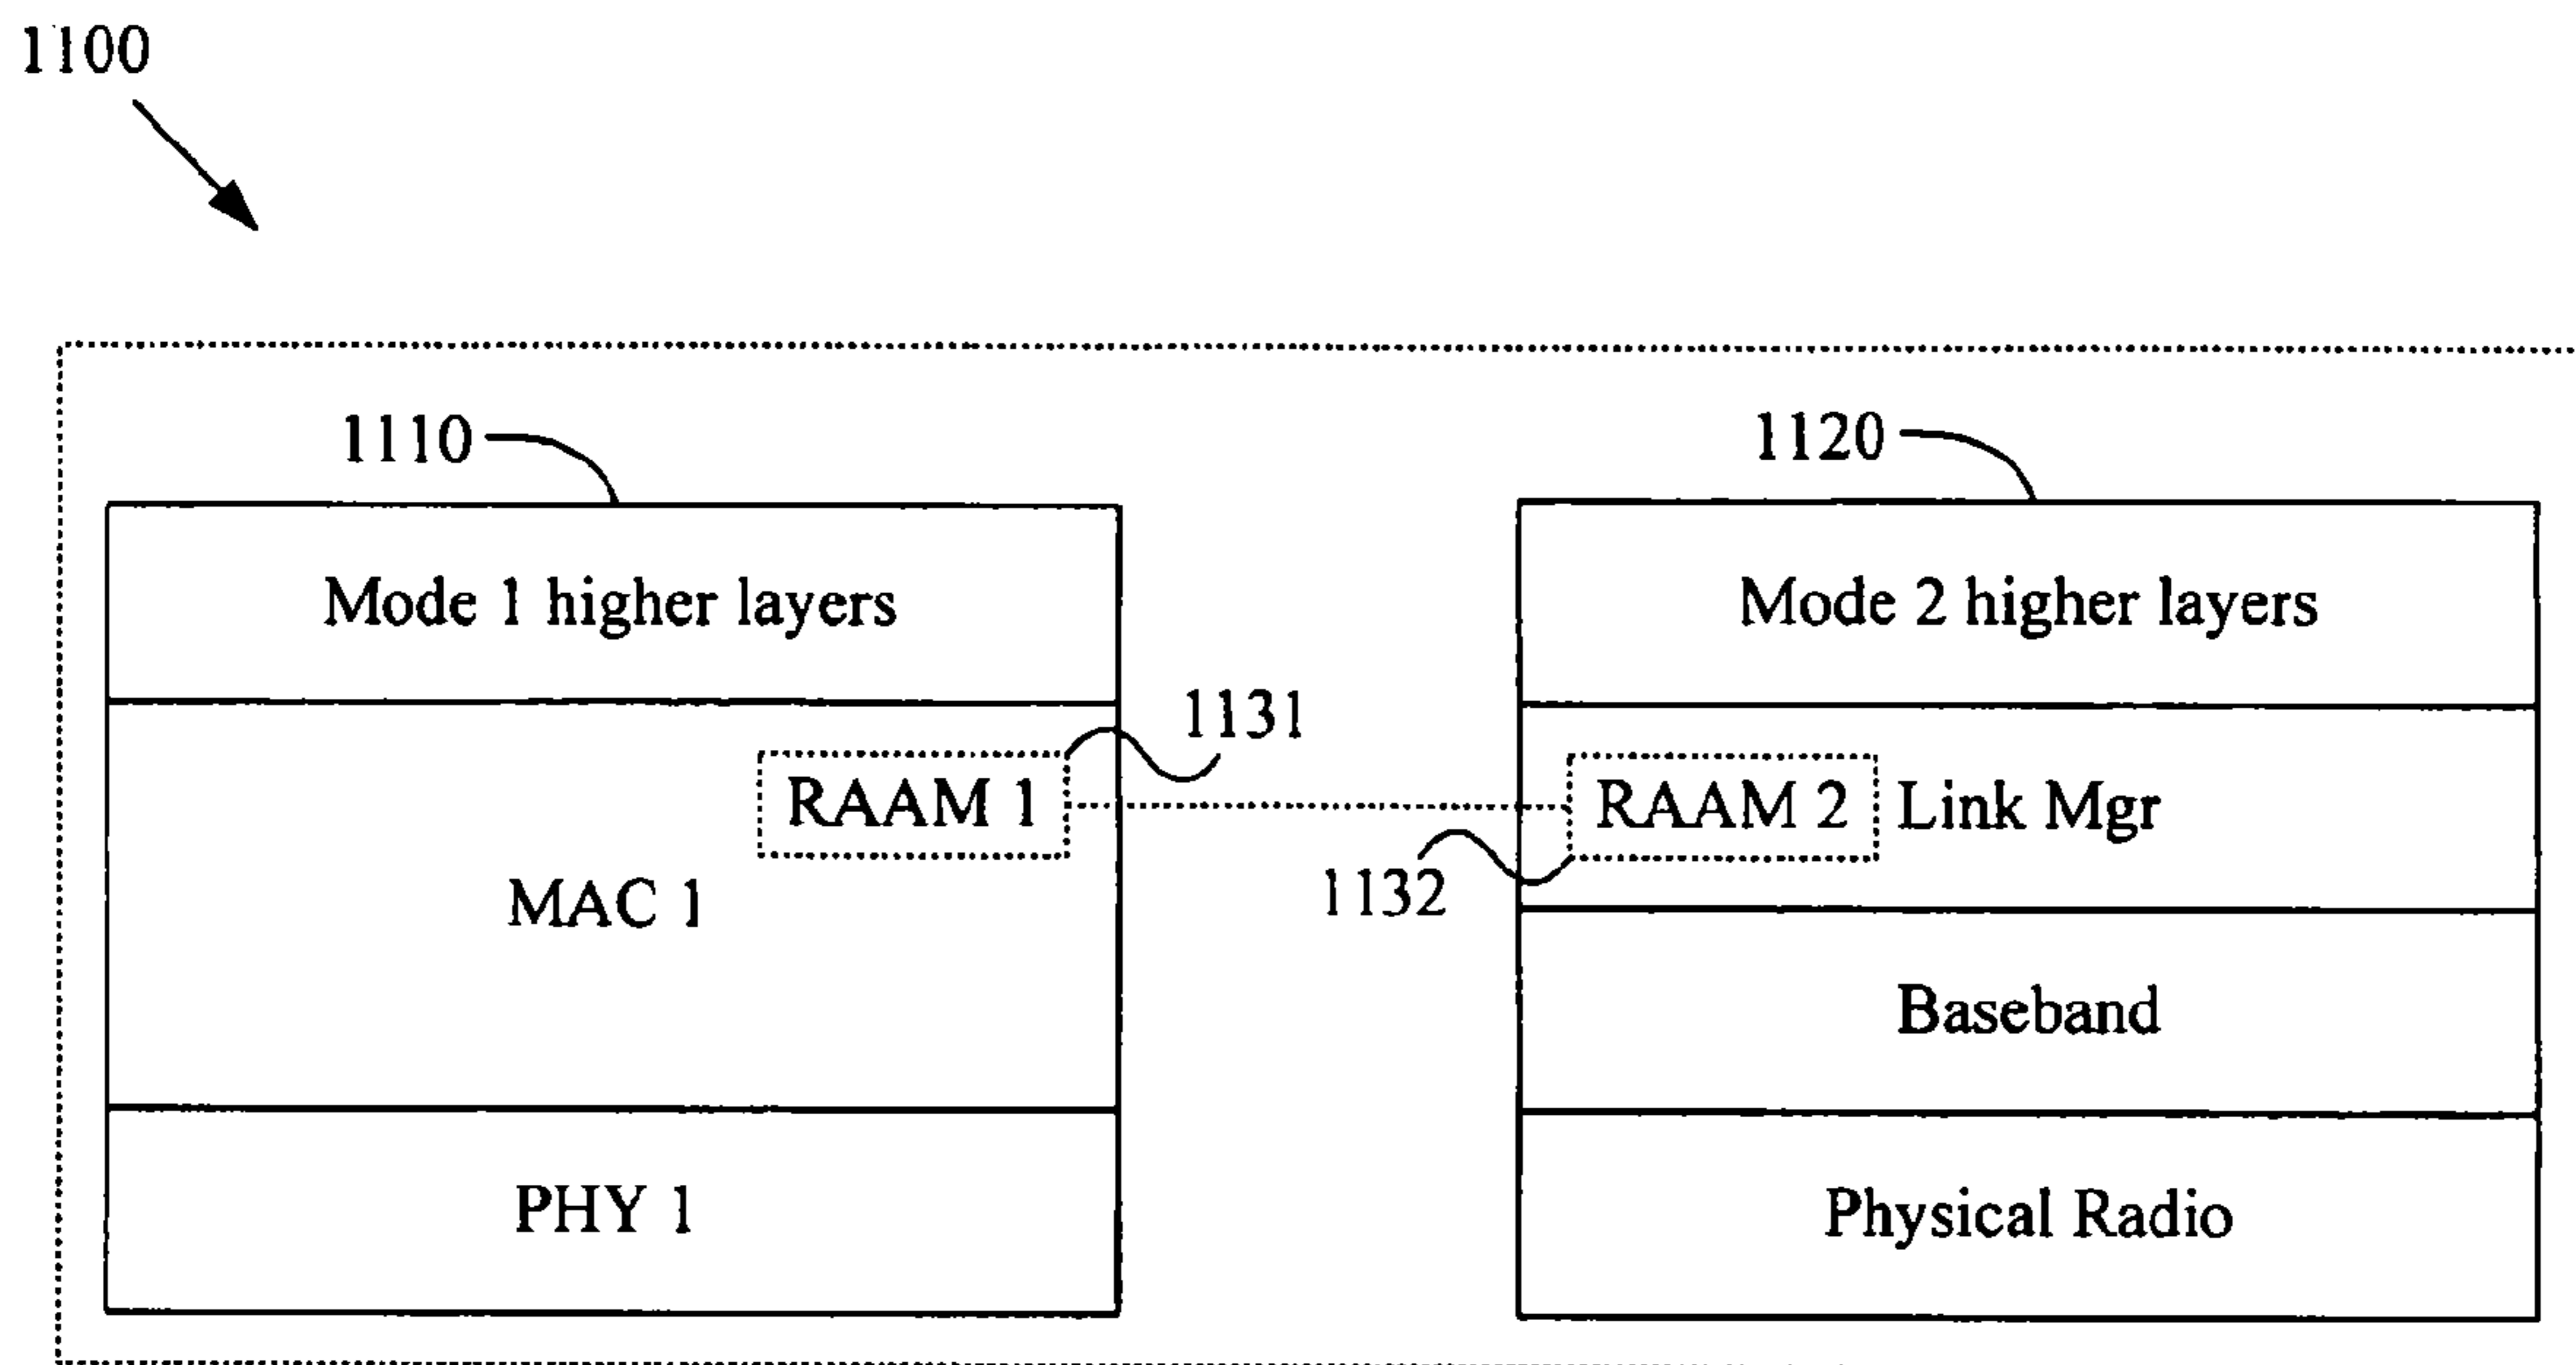 1100
1110
1120
Mode 1 higher layers
Mode 2 higher layers
1131
RAAM 1
RAAM 2 Link Mgr
1132
MAC 1
Baseband
PHY 1
Physical Radio